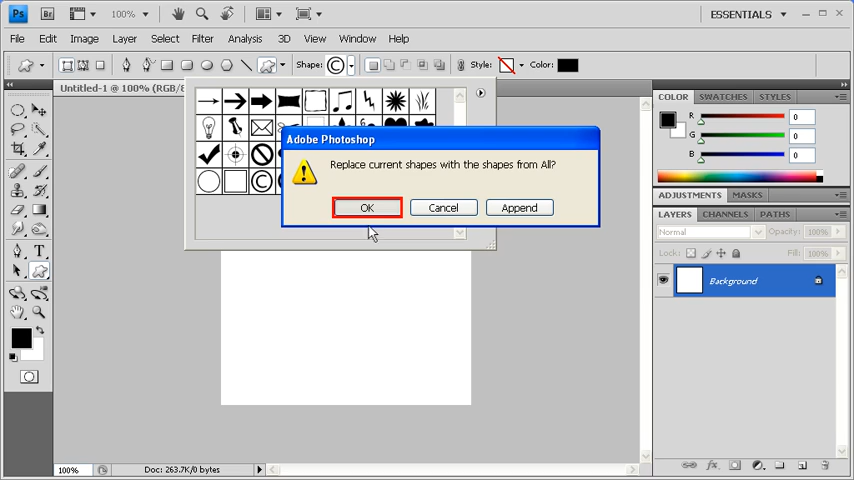 Ps Br 100% ESSENTIALS
File Edit Image Layer Select Filter Analysis 3D View Window Help
Shape: © Style: Color:
Untitled-1 @ 100% (RGB/8
Adobe Photoshop
Replace current shapes with the shapes from All?
OK Cancel Append
COLOR SWATCHES STYLES
R 0
G 0
B 0
ADJUSTMENTS MASKS
LAYERS CHANNELS PATHS
Normal Opacity: 100%
Lock: Fill: 100%
Background
100% Doc: 263.7K/0 bytes